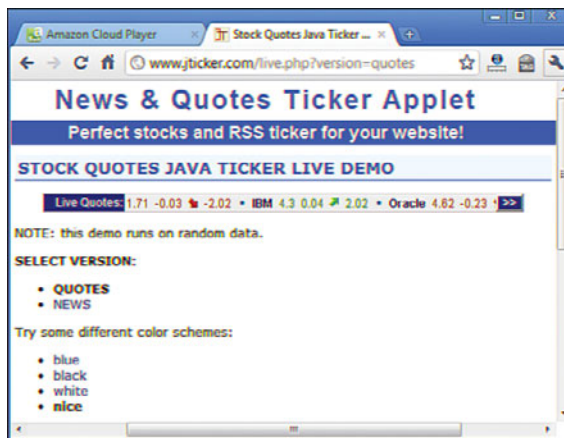 Amazon Cloud Player
Stock Quotes Java Ticker ...
www.jticker.com/live.php?version=quotes
News & Quotes Ticker Applet
Perfect stocks and RSS ticker for your website!
STOCK QUOTES JAVA TICKER LIVE DEMO
Live Quotes: 1.71 -0.03 -2.02 • IBM 4.3 0.04 2.02 • Oracle 4.62 -0.23 >>
NOTE: this demo runs on random data.
SELECT VERSION:
• QUOTES
• NEWS
Try some different color schemes:
• blue
• black
• white
• nice